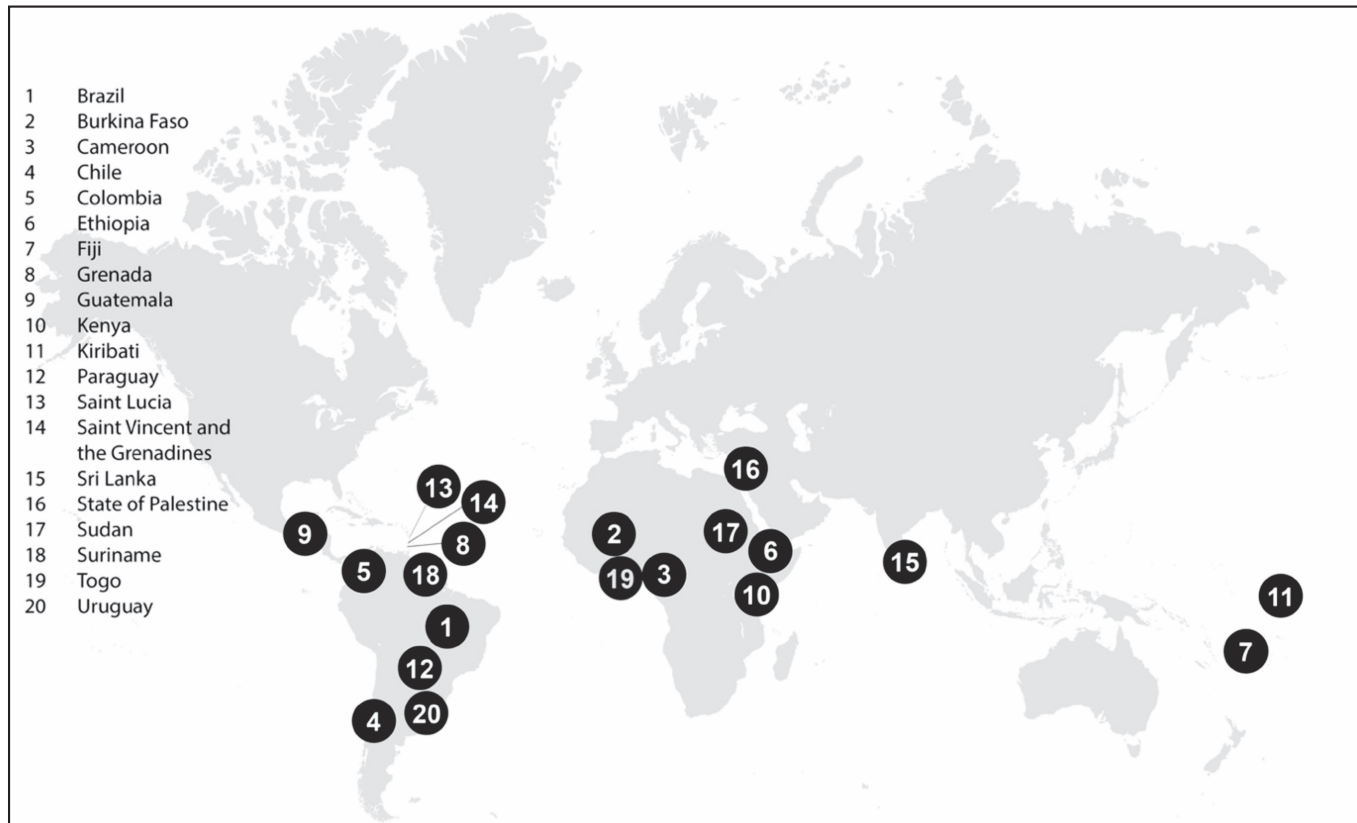 1 Brazil
2 Burkina Faso
3 Cameroon
4 Chile
5 Colombia
6 Ethiopia
7 Fiji
8 Grenada
9 Guatemala
10 Kenya
11 Kiribati
12 Paraguay
13 Saint Lucia
14 Saint Vincent and
the Grenadines
15 Sri Lanka
16 State of Palestine
17 Sudan
18 Suriname
19 Togo
20 Uruguay
16
13
14
9
2
17
8
6
15
5
18
19
3
10
11
1
7
12
20
4